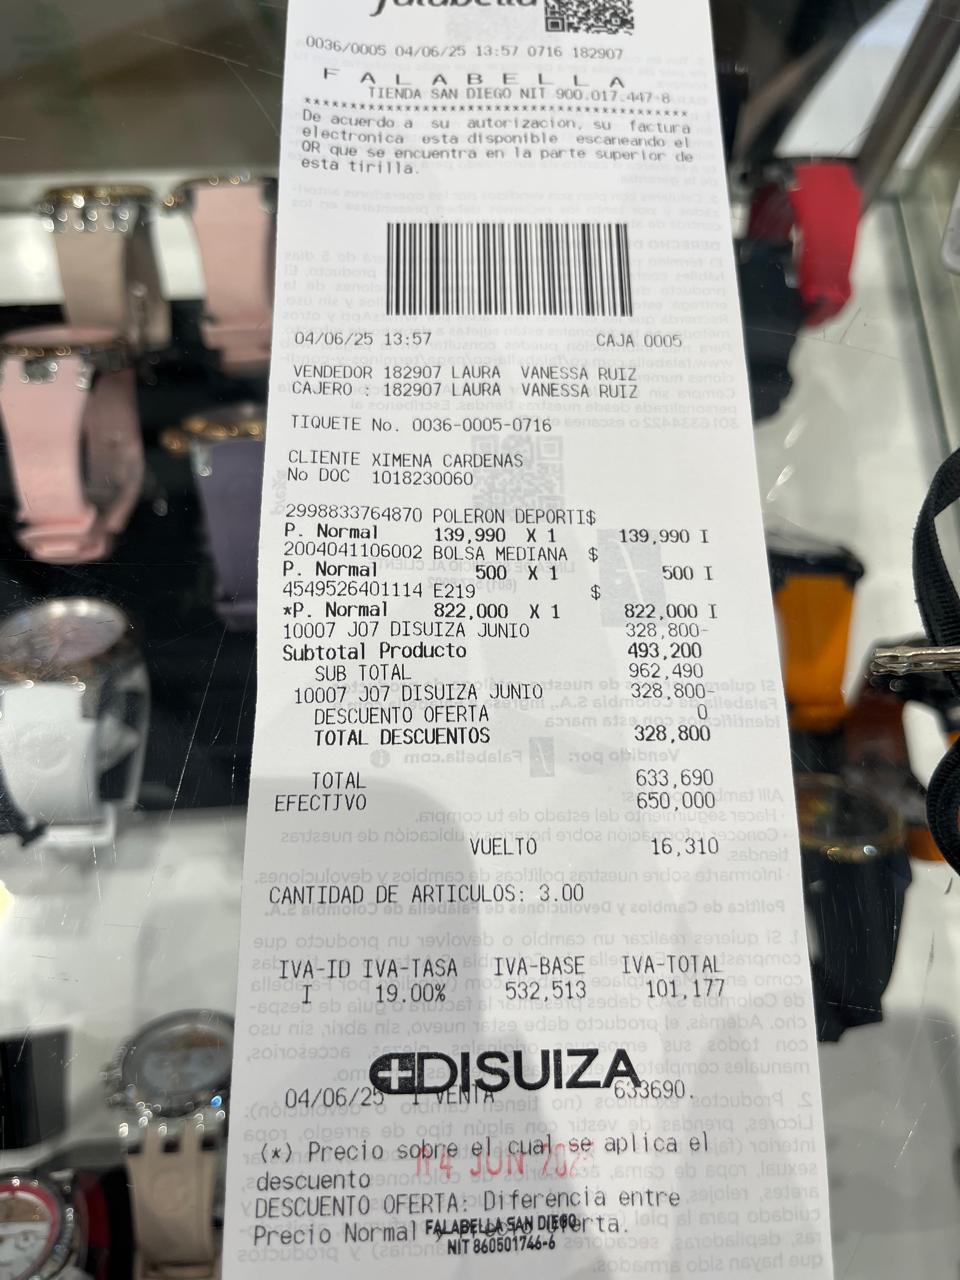 falabella
0036/0005 04/06/25 13:57 0716 182907
F A L A B E L L A
TIENDA SAN DIEGO NIT 900.017.447-8
****************************************
De acuerdo a su autorizacion, su factura
electronica esta disponible escaneando el
QR que se encuentra en la parte superior de
esta tirilla.
04/06/25 13:57 CAJA 0005
VENDEDOR 182907 LAURA VANESSA RUIZ
CAJERO : 182907 LAURA VANESSA RUIZ
TIQUETE No. 0036-0005-0716
CLIENTE XIMENA CARDENAS
No DOC 1018230060
2998833764870 POLERON DEPORTI$
P. Normal 139,990 X 1 139,990 I
2004041106002 BOLSA MEDIANA $
P. Normal 500 X 1 500 I
4549526401114 E219 $
*P. Normal 822,000 X 1 822,000 I
10007 J07 DISUIZA JUNIO 328,800-
Subtotal Producto 493,200
SUB TOTAL 962,490
10007 J07 DISUIZA JUNIO 328,800-
DESCUENTO OFERTA 0
TOTAL DESCUENTOS 328,800
TOTAL 633,690
EFECTIVO 650,000
VUELTO 16,310
CANTIDAD DE ARTICULOS: 3.00
IVA-ID IVA-TASA IVA-BASE IVA-TOTAL
I 19.00% 532,513 101,177
DISUIZA
04/06/25 1 VENTA 633690.
(*) Precio sobre el cual se aplica el
descuento
04 JUN 2025
DESCUENTO OFERTA: Diferencia entre
Precio Normal y Precio Oferta.
FALABELLA SAN DIEGO
NIT 860501746-6